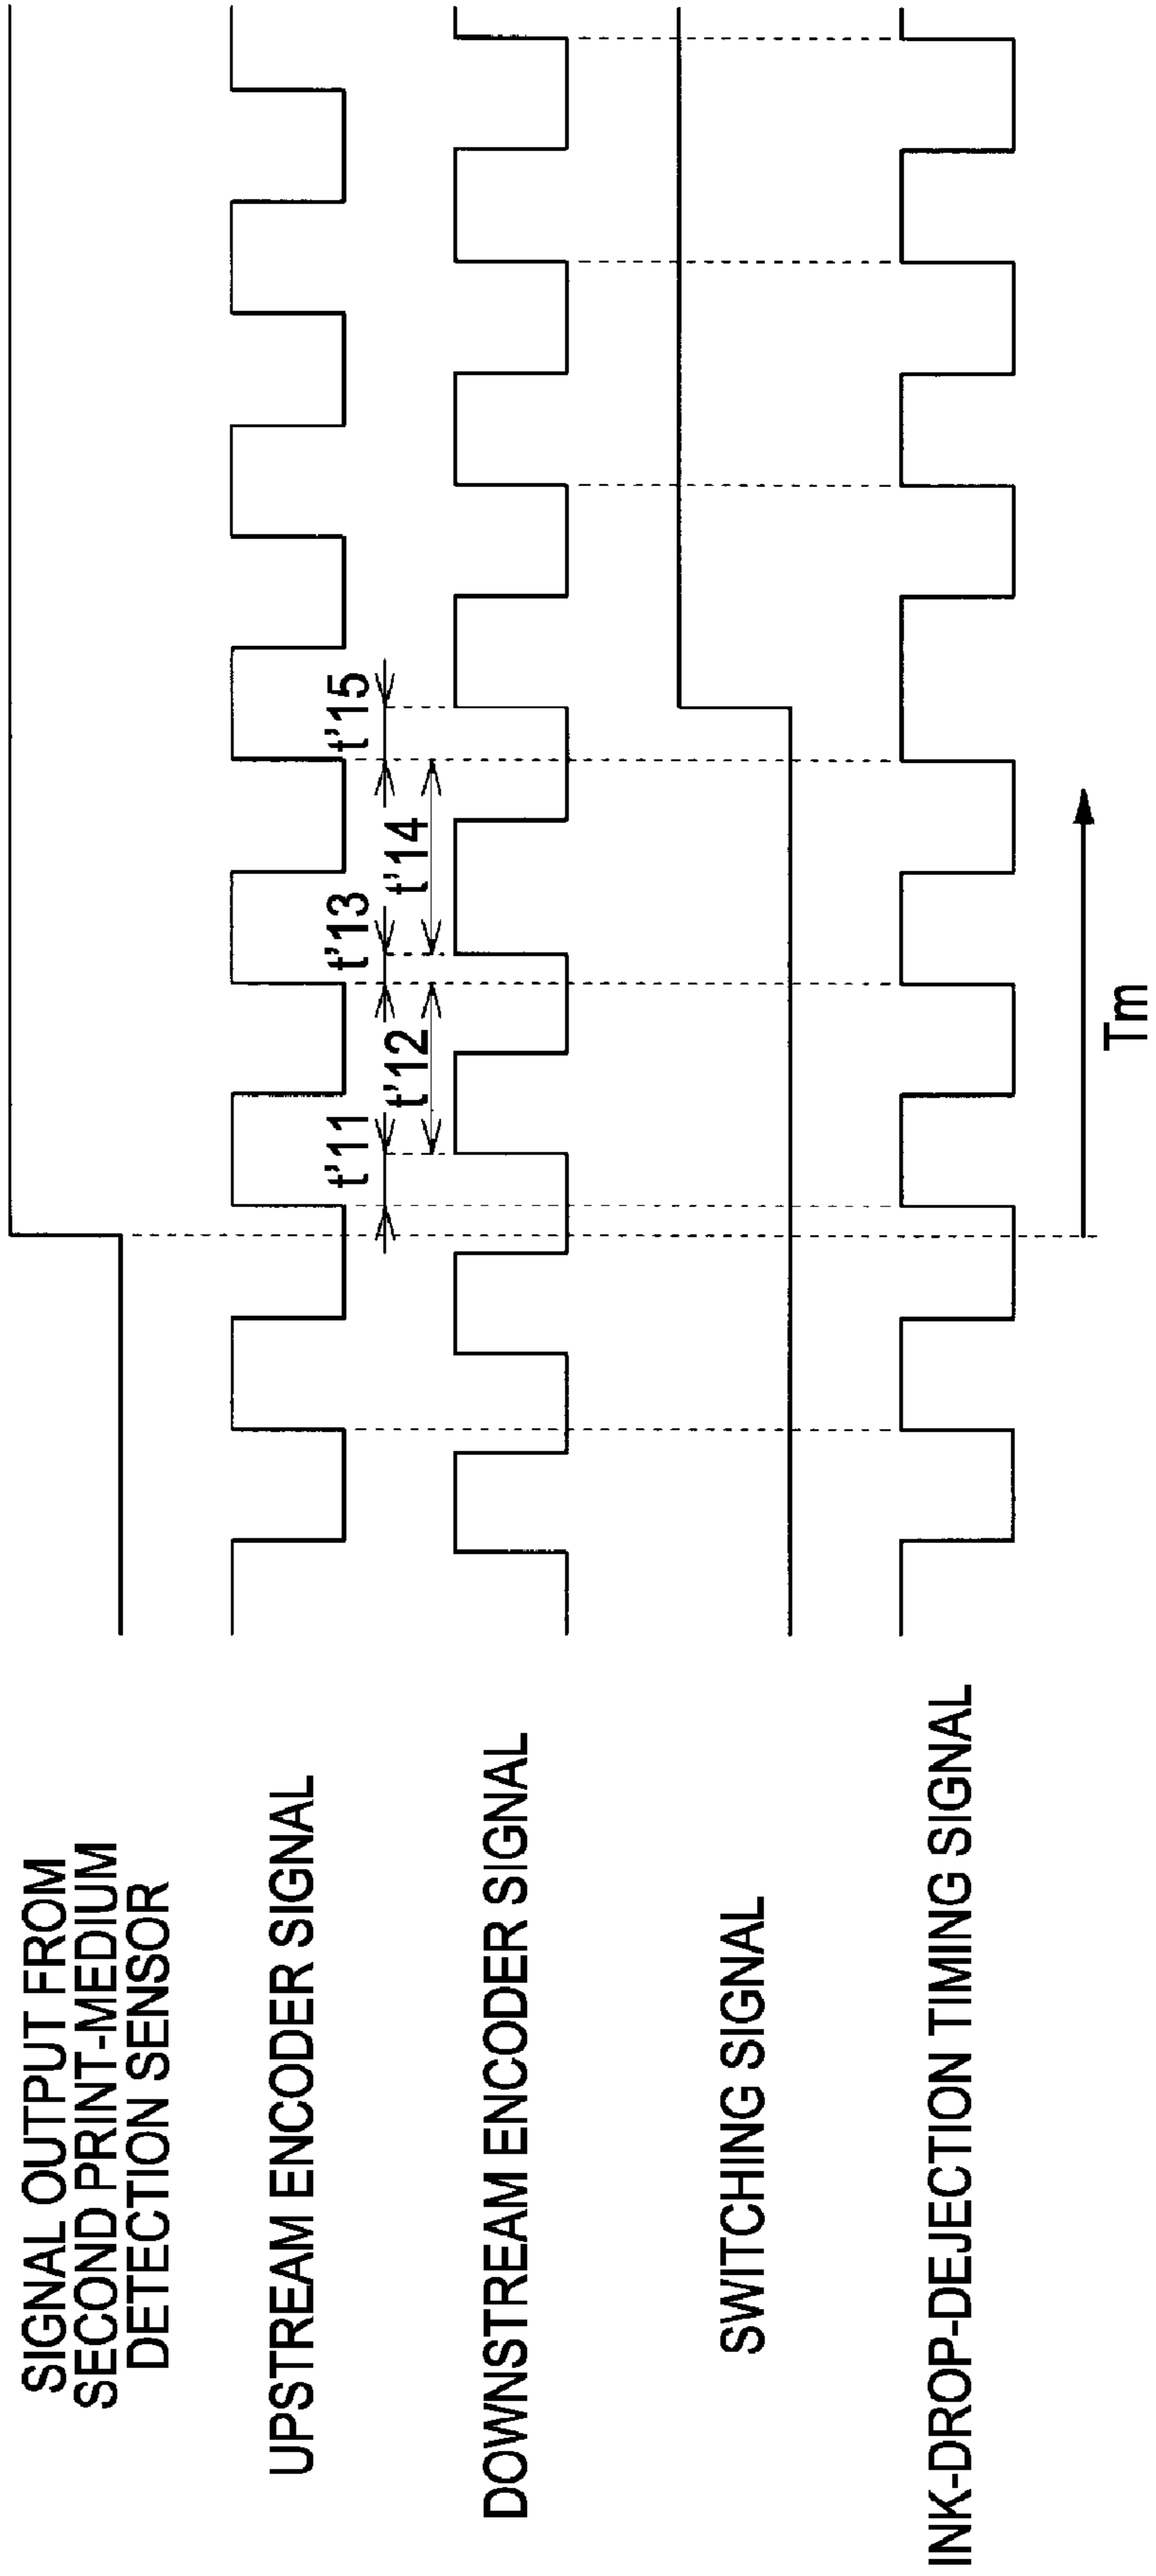 SIGNAL OUTPUT FROM
SECOND PRINT-MEDIUM
DETECTION SENSOR
UPSTREAM ENCODER SIGNAL
t'11
t'13
t'15
t'12
t'14
DOWNSTREAM ENCODER SIGNAL
SWITCHING SIGNAL
INK-DROP-DEJECTION TIMING SIGNAL
Tm